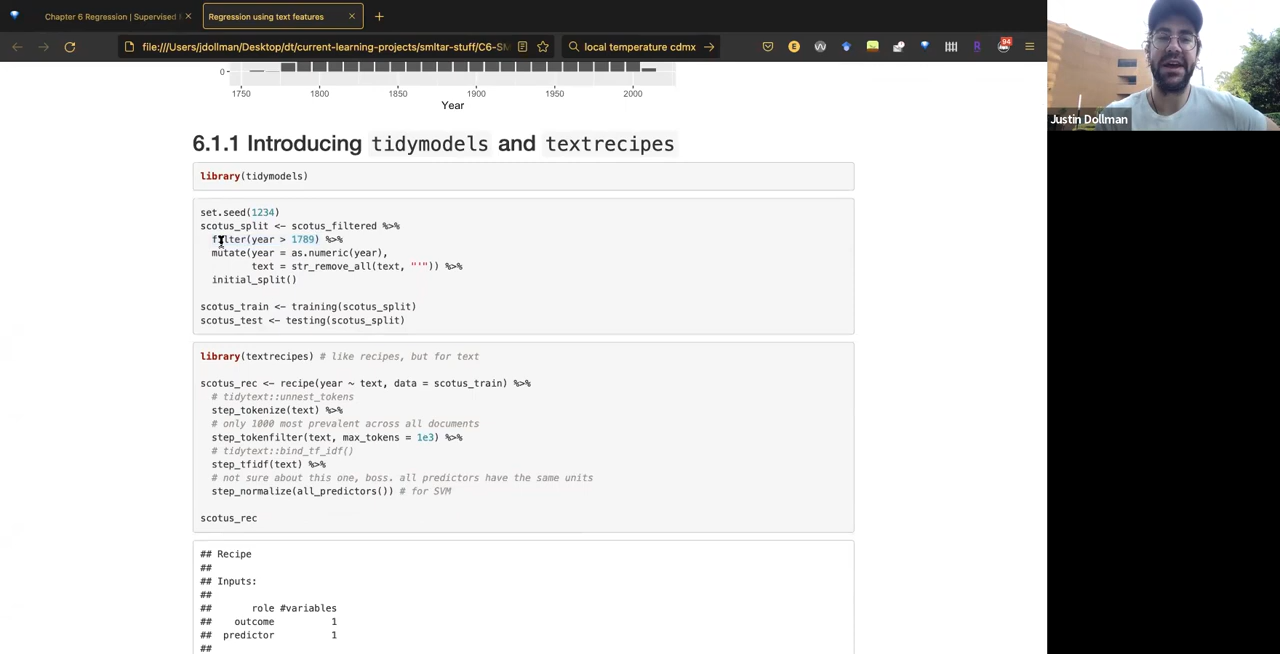 Chapter 6 Regression | Supervised
Regression using text features
file:///Users/jdollman/Desktop/dt/current-learning-projects/smltar-stuff/C6-SM
local temperature cdmx
94
0
1750
1800
1850
1900
1950
2000
Year
6.1.1 Introducing tidymodels and textrecipes
library(tidymodels)
set.seed(1234)
scotus_split <- scotus_filtered %>%
filter(year > 1789) %>%
mutate(year = as.numeric(year),
text = str_remove_all(text, "'")) %>%
initial_split()
scotus_train <- training(scotus_split)
scotus_test <- testing(scotus_split)
library(textrecipes) # like recipes, but for text
scotus_rec <- recipe(year ~ text, data = scotus_train) %>%
# tidytext::unnest_tokens
step_tokenize(text) %>%
# only 1000 most prevalent across all documents
step_tokenfilter(text, max_tokens = 1e3) %>%
# tidytext::bind_tf_idf()
step_tfidf(text) %>%
# not sure about this one, boss. all predictors have the same units
step_normalize(all_predictors()) # for SVM
scotus_rec
## Recipe
##
## Inputs:
##
## role #variables
## outcome 1
## predictor 1
##
Justin Dollman